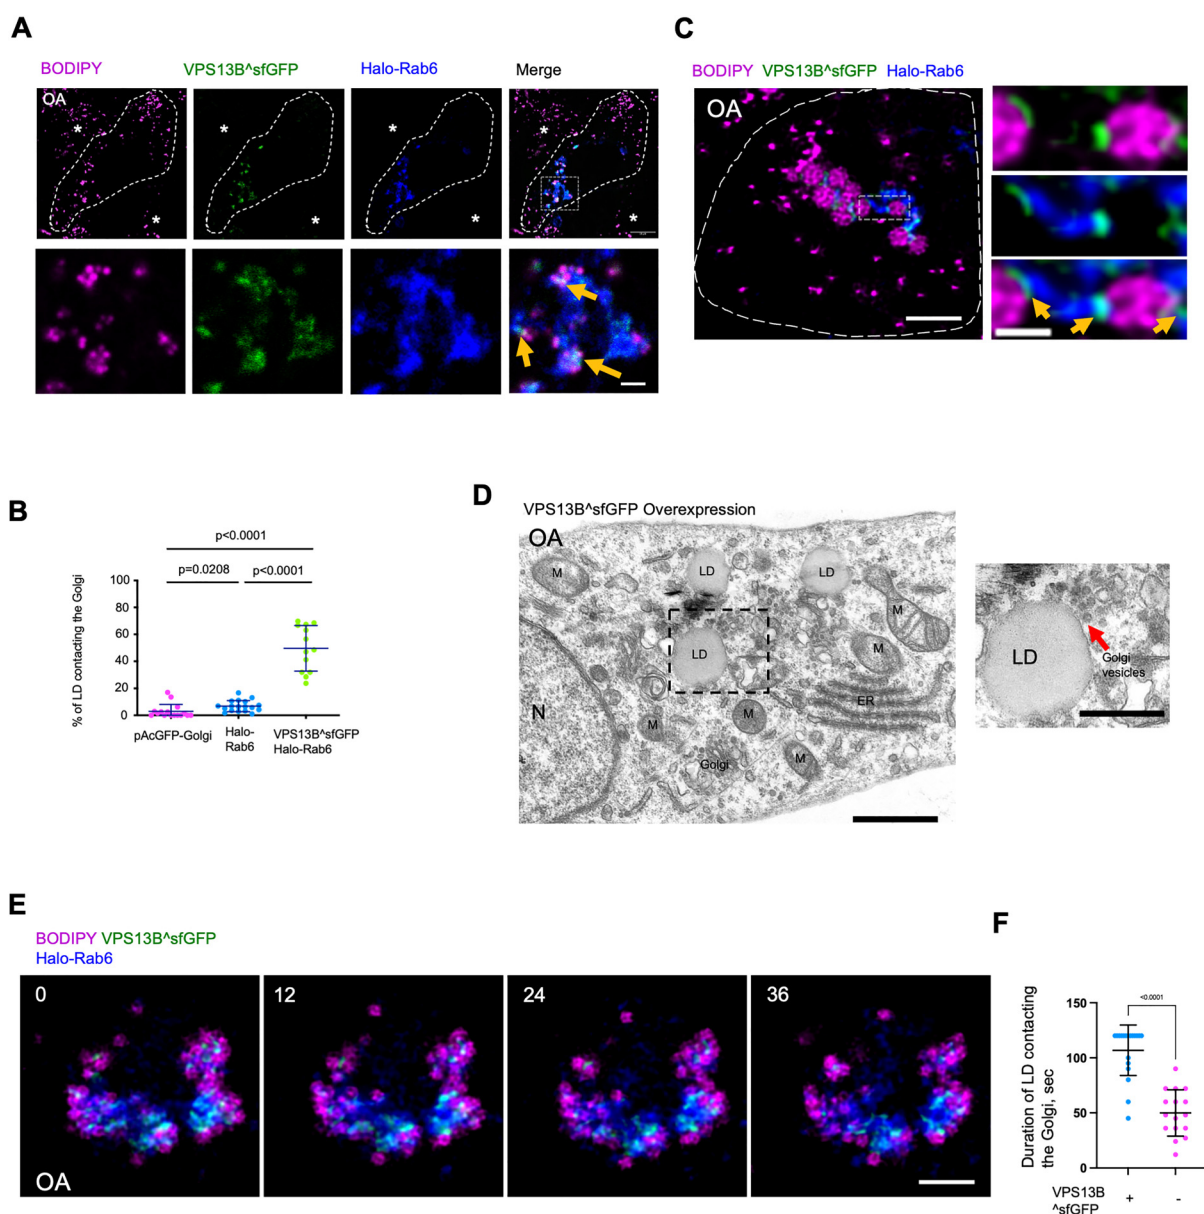 A
BODIPY VPS13B^sfGFP Halo-Rab6 Merge
OA
* * * *
* * * *
C
BODIPY VPS13B^sfGFP Halo-Rab6
OA
B
p<0.0001
p=0.0208 p<0.0001
% of LD contacting the Golgi
100
80
60
40
20
0
pAcGFP-Golgi
Halo-
Rab6
VPS13B^sfGFP
Halo-Rab6
D
VPS13B^sfGFP Overexpression
OA
M
LD
LD
M
LD
M
ER
N
M
M
Golgi
M
LD
Golgi
vesicles
E
BODIPY VPS13B^sfGFP
Halo-Rab6
0
12
24
36
OA
F
Duration of LD contacting
the Golgi, sec
<0.0001
150
100
50
0
VPS13B
^sfGFP
+ -